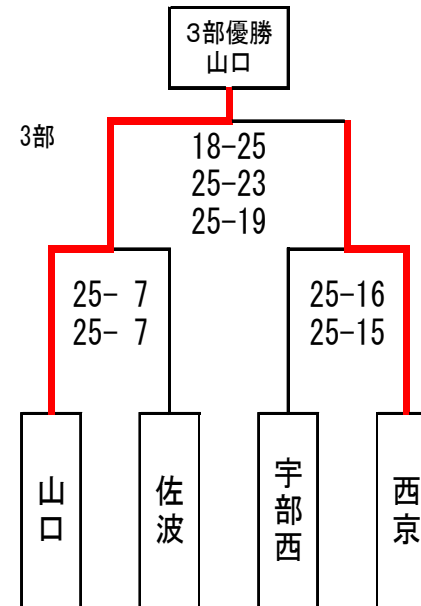 ３部優勝
山口
3部
18-25
25-23
25-19
25- 7
25- 7
25-16
25-15
山口
佐波
宇部西
西京